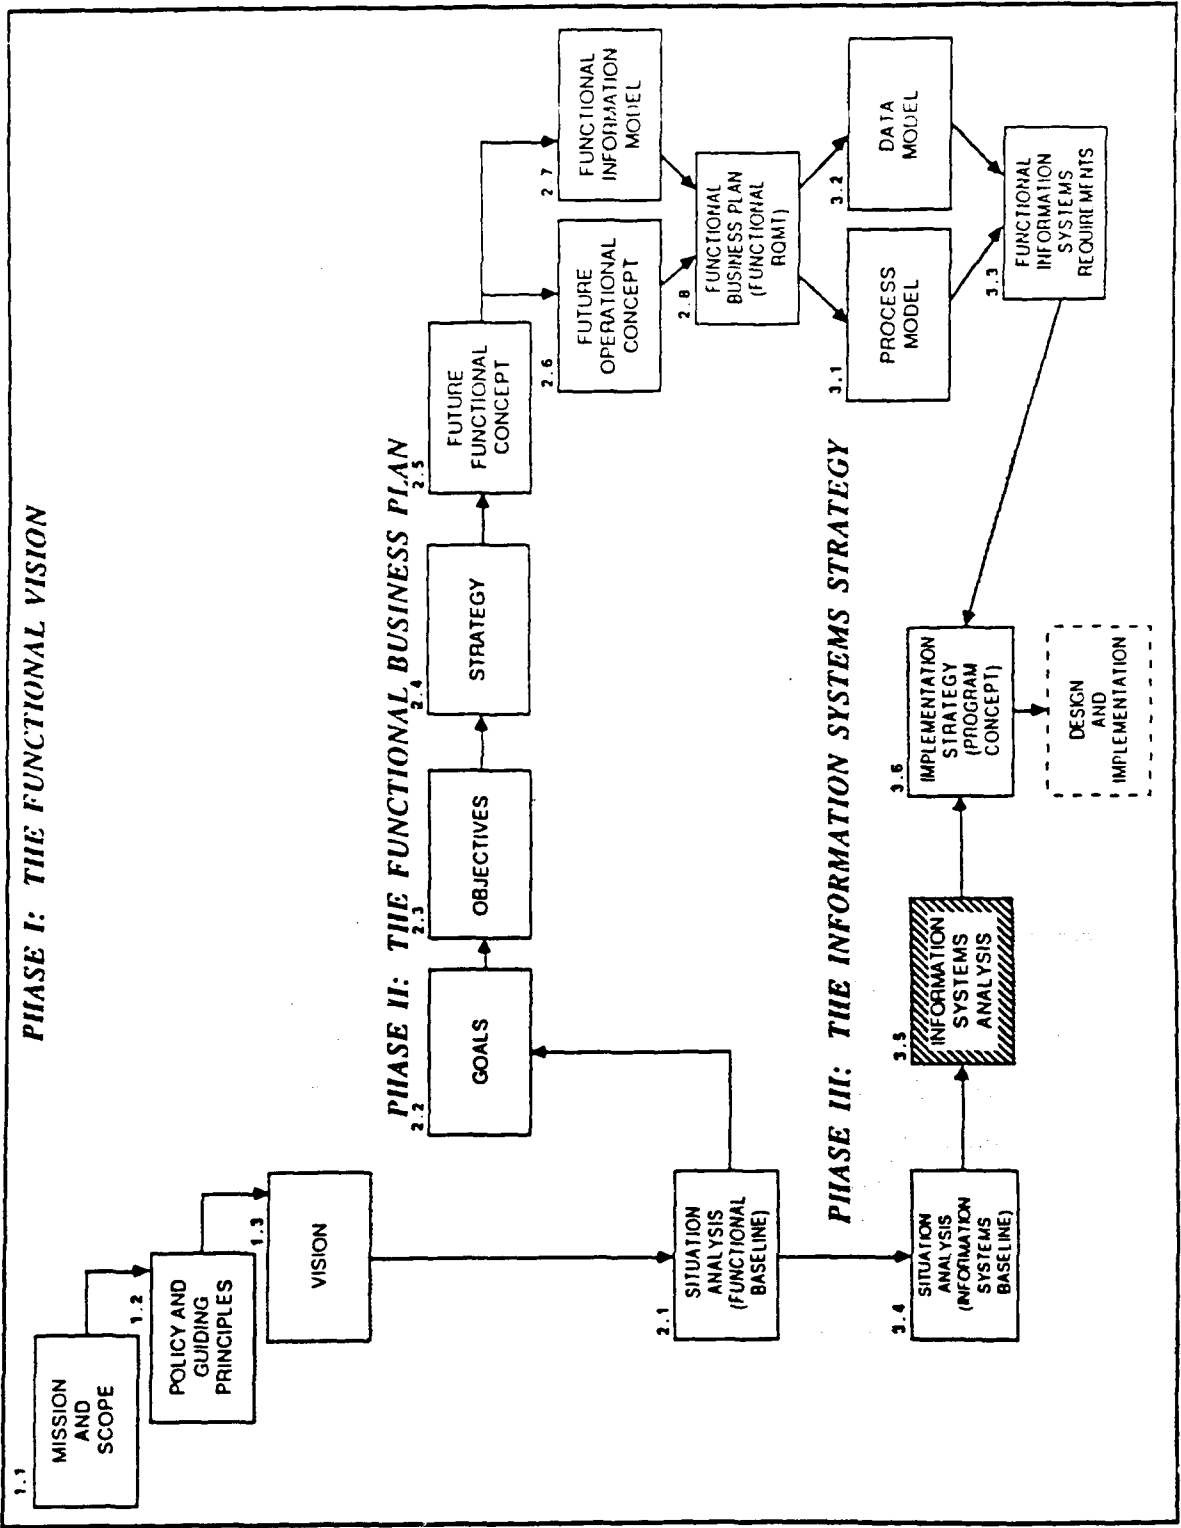 PHASE I: THE FUNCTIONAL VISION
1.1
MISSION
AND
SCOPE
1.2
POLICY AND
GUIDING
PRINCIPLES
1.3
VISION
PHASE II: THE FUNCTIONAL BUSINESS PLAN
2.1
SITUATION
ANALYSIS
(FUNCTIONAL
BASELINE)
2.2
GOALS
2.3
OBJECTIVES
2.4
STRATEGY
2.5
FUTURE
FUNCTIONAL
CONCEPT
2.6
FUTURE
OPERATIONAL
CONCEPT
2.7
FUNCTIONAL
INFORMATION
MODEL
2.8
FUNCTIONAL
BUSINESS PLAN
(FUNCTIONAL
RQMT)
PHASE III: THE INFORMATION SYSTEMS STRATEGY
3.1
PROCESS
MODEL
3.2
DATA
MODEL
3.3
FUNCTIONAL
INFORMATION
SYSTEMS
REQUIREMENTS
3.4
SITUATION
ANALYSIS
(INFORMATION
SYSTEMS
BASELINE)
3.5
INFORMATION
SYSTEMS
ANALYSIS
3.6
IMPLEMENTATION
STRATEGY
(PROGRAM
CONCEPT)
DESIGN
AND
IMPLEMENTATION